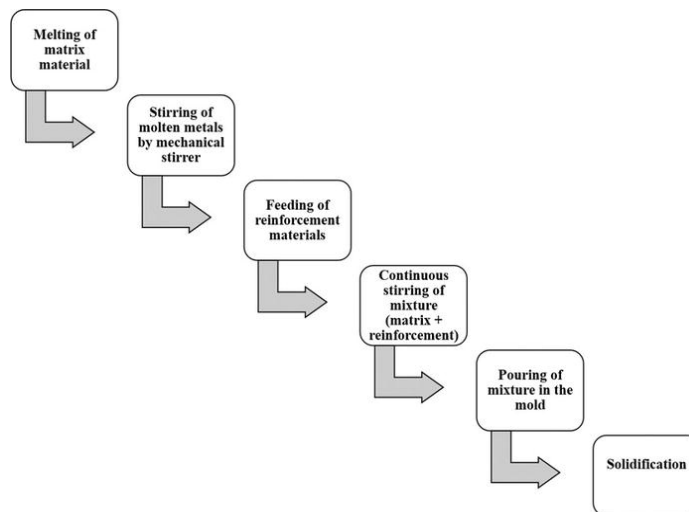 Melting of
matrix
material
Stirring of
molten metals
by mechanical
stirrer
Feeding of
reinforcement
materials
Continuous
stirring of
mixture
(matrix +
reinforcement)
Pouring of
mixture in the
mold
Solidification